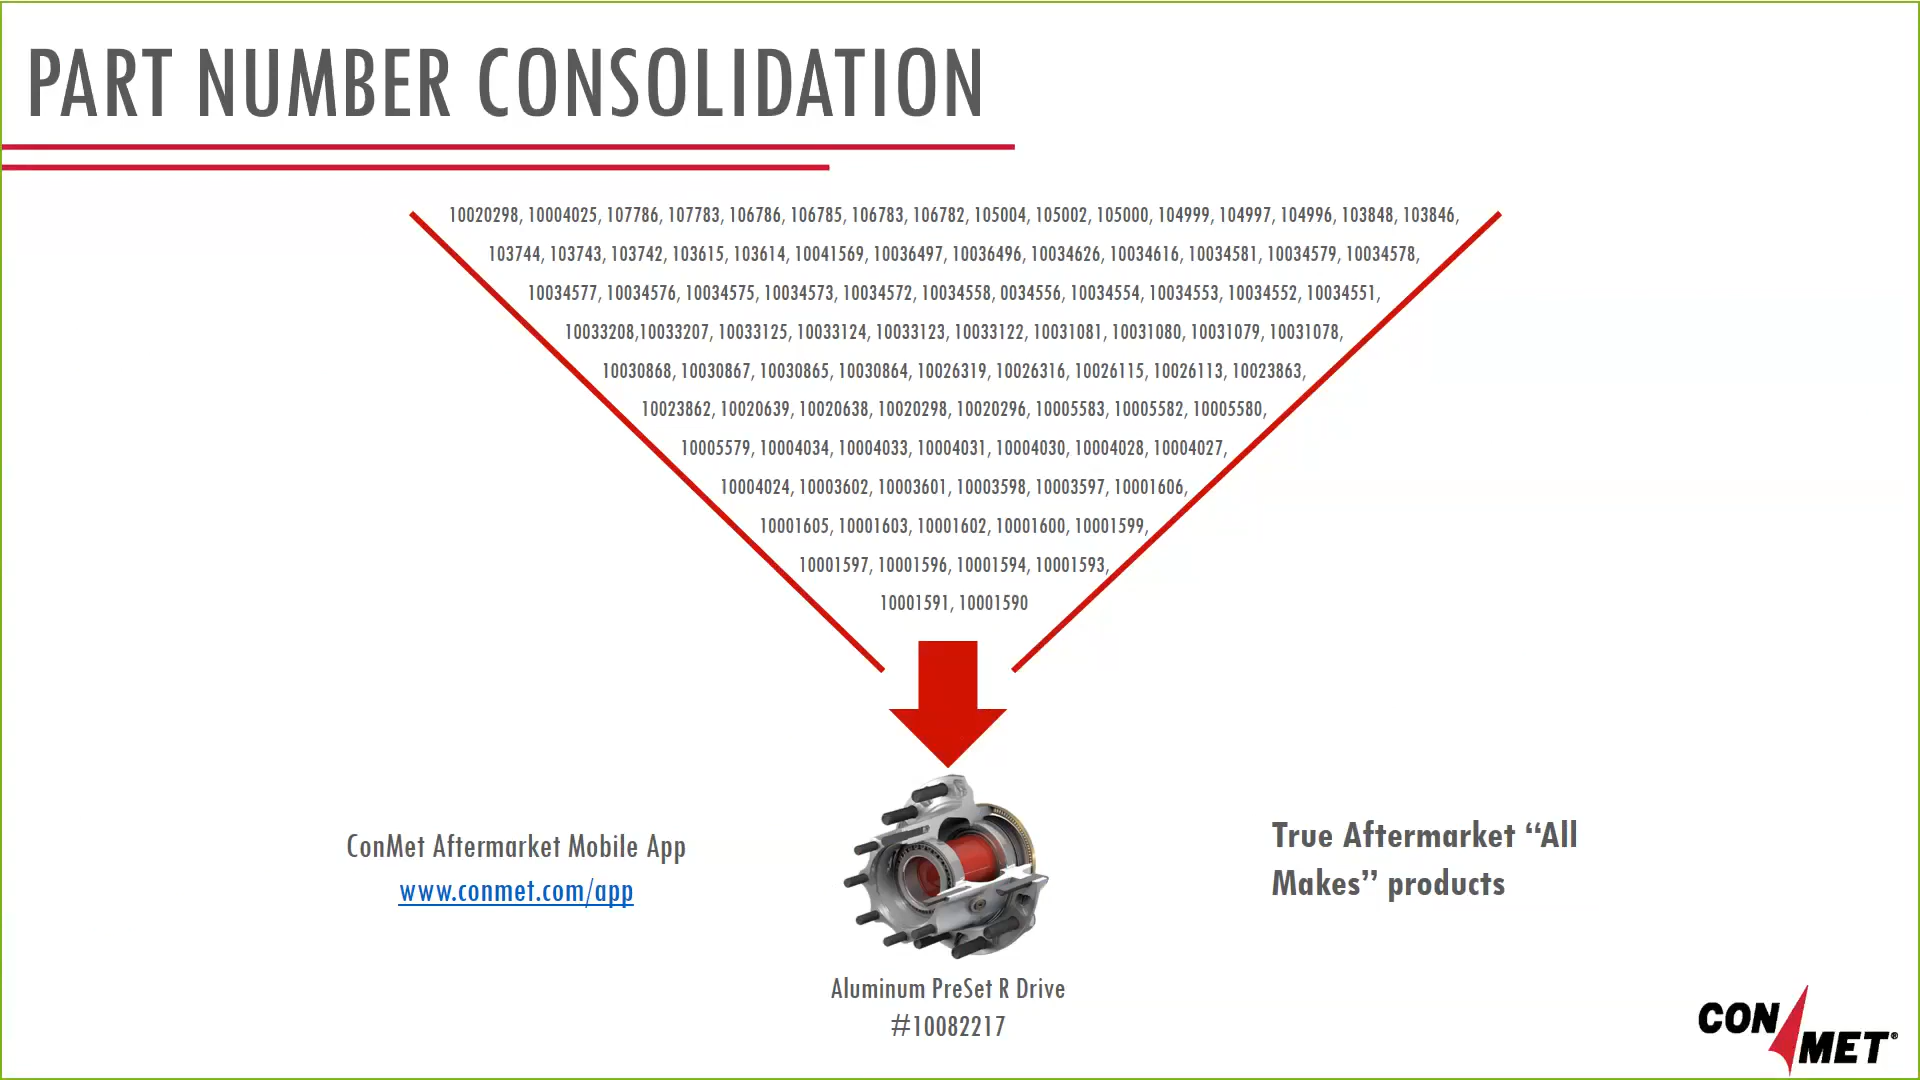 PART NUMBER CONSOLIDATION
10020298, 10004025, 107786, 107783, 106786, 106785, 106783, 106782, 105004, 105002, 105000, 104999, 104997, 104996, 103848, 103846,
103744, 103743, 103742, 103615, 103614, 10041569, 10036497, 10036496, 10034626, 10034616, 10034581, 10034579, 10034578,
10034577, 10034576, 10034575, 10034573, 10034572, 10034558, 0034556, 10034554, 10034553, 10034552, 10034551,
10033208,10033207, 10033125, 10033124, 10033123, 10033122, 10031081, 10031080, 10031079, 10031078,
10030868, 10030867, 10030865, 10030864, 10026319, 10026316, 10026115, 10026113, 10023863,
10023862, 10020639, 10020638, 10020298, 10020296, 10005583, 10005582, 10005580,
10005579, 10004034, 10004033, 10004031, 10004030, 10004028, 10004027,
10004024, 10003602, 10003601, 10003598, 10003597, 10001606,
10001605, 10001603, 10001602, 10001600, 10001599,
10001597, 10001596, 10001594, 10001593,
10001591, 10001590
ConMet Aftermarket Mobile App
www.conmet.com/app
Aluminum PreSet R Drive
#10082217
True Aftermarket “All
Makes” products
CON MET®